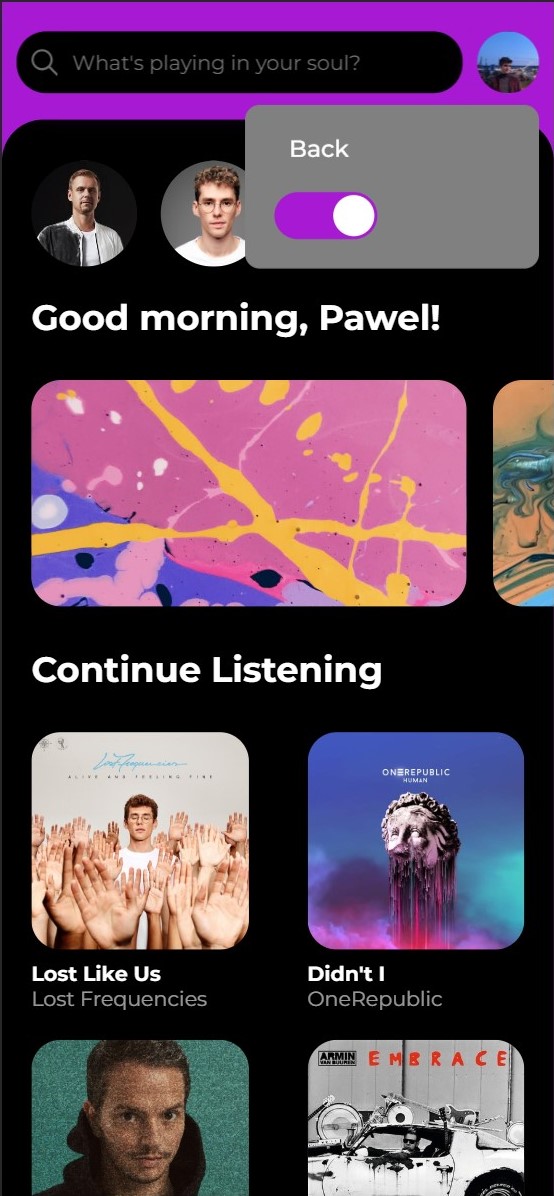 What's playing in your soul?
Back
Good morning, Pawel!
Continue Listening
Lost Frequencies
ALIVE AND FEELING FINE
ONEREPUBLIC
HUMAN
Lost Like Us
Lost Frequencies
Didn't I
OneRepublic
ARMIN
VAN BUUREN
EMBRACE